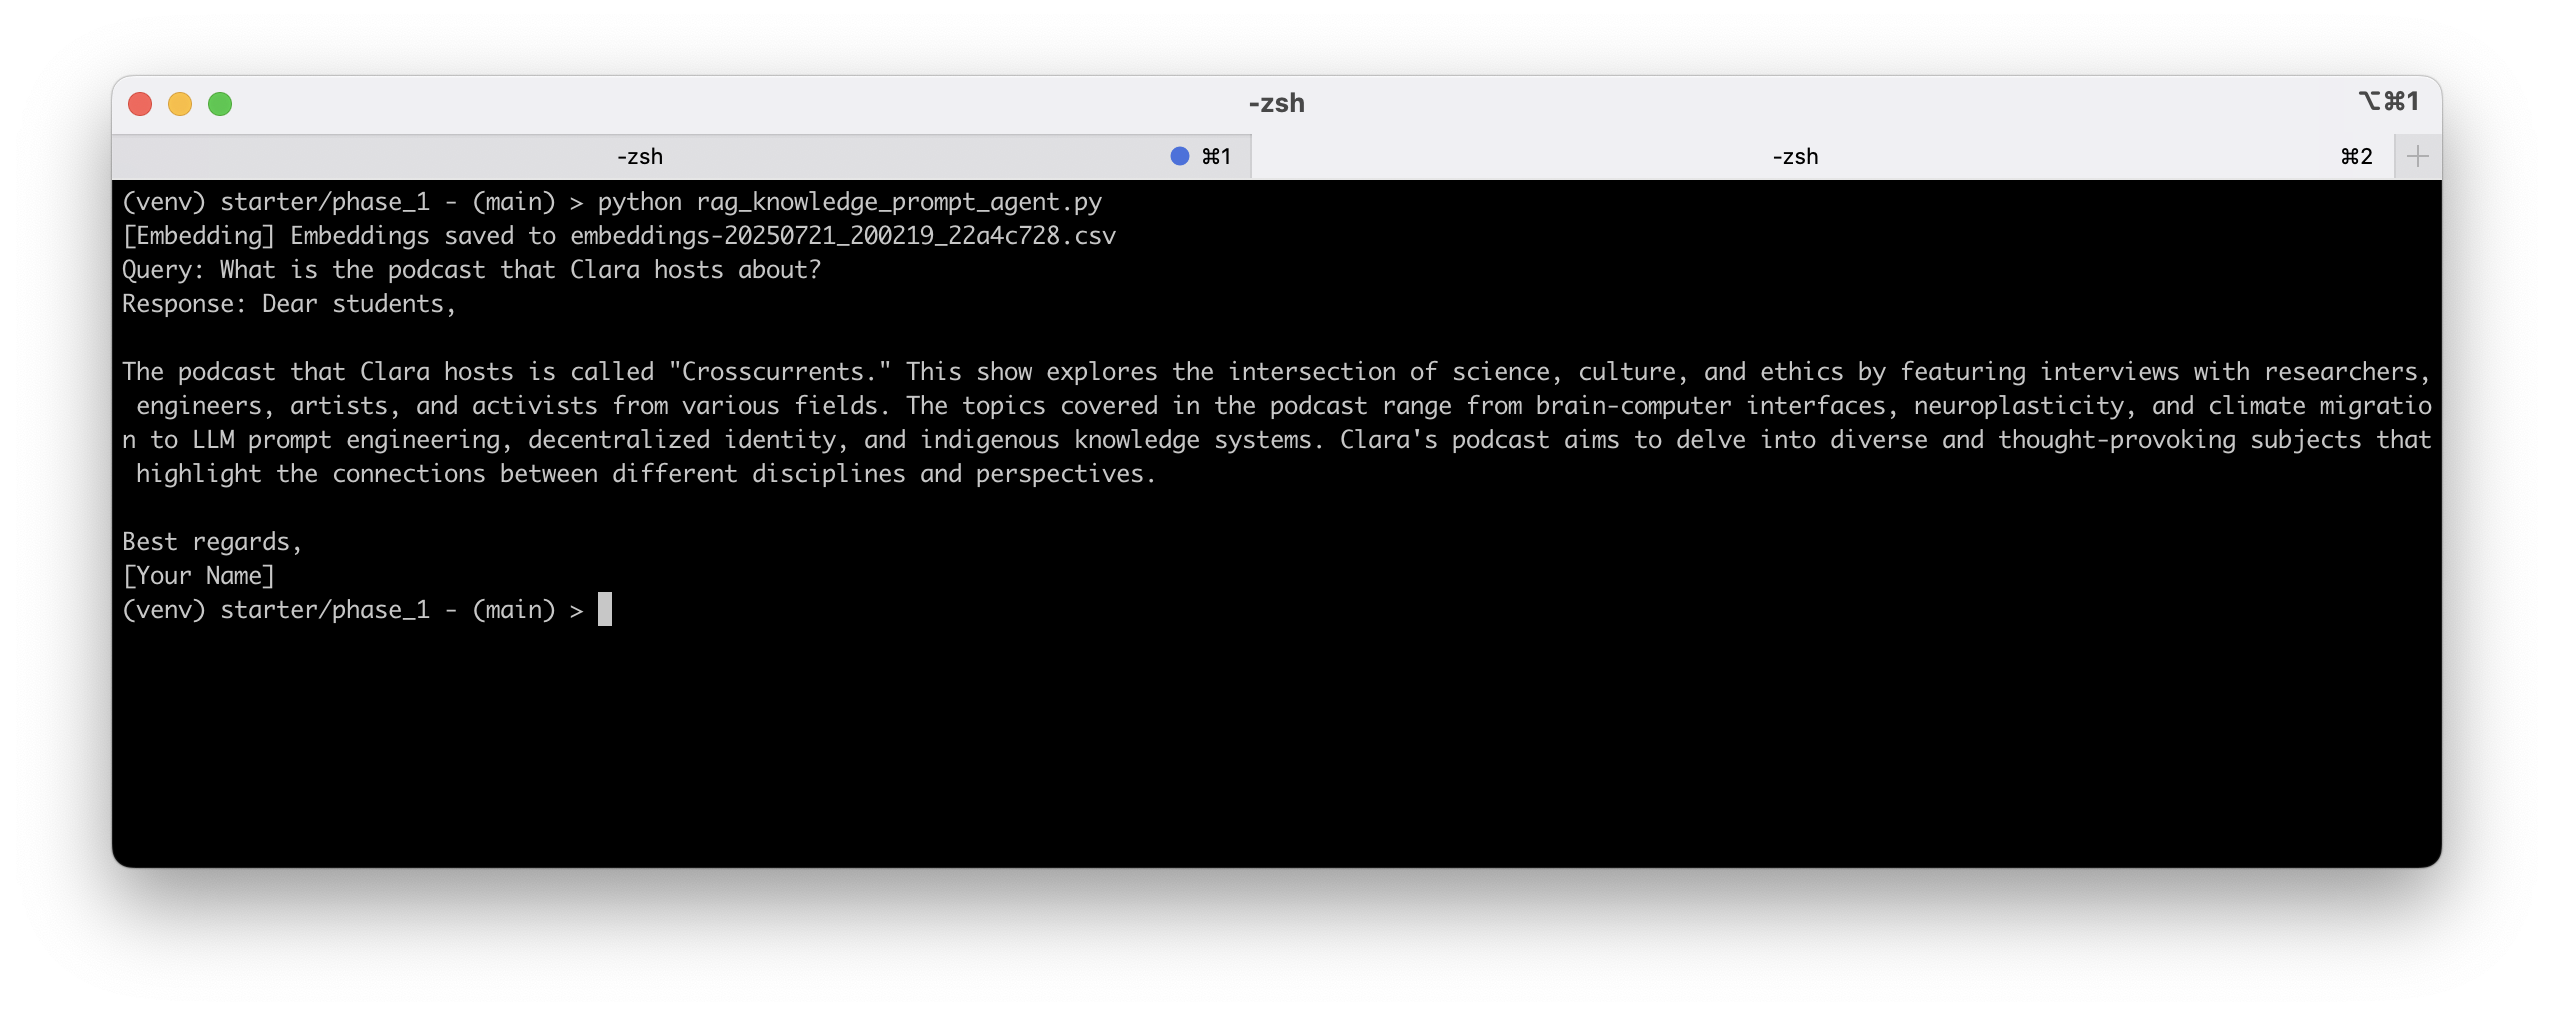 -zsh
⌥⌘1
-zsh ⌘1
-zsh ⌘2
(venv) starter/phase_1 - (main) > python rag_knowledge_prompt_agent.py
[Embedding] Embeddings saved to embeddings-20250721_200219_22a4c728.csv
Query: What is the podcast that Clara hosts about?
Response: Dear students,
The podcast that Clara hosts is called "Crosscurrents." This show explores the intersection of science, culture, and ethics by featuring interviews with researchers,
engineers, artists, and activists from various fields. The topics covered in the podcast range from brain-computer interfaces, neuroplasticity, and climate migratio
n to LLM prompt engineering, decentralized identity, and indigenous knowledge systems. Clara's podcast aims to delve into diverse and thought-provoking subjects that
highlight the connections between different disciplines and perspectives.
Best regards,
[Your Name]
(venv) starter/phase_1 - (main) >